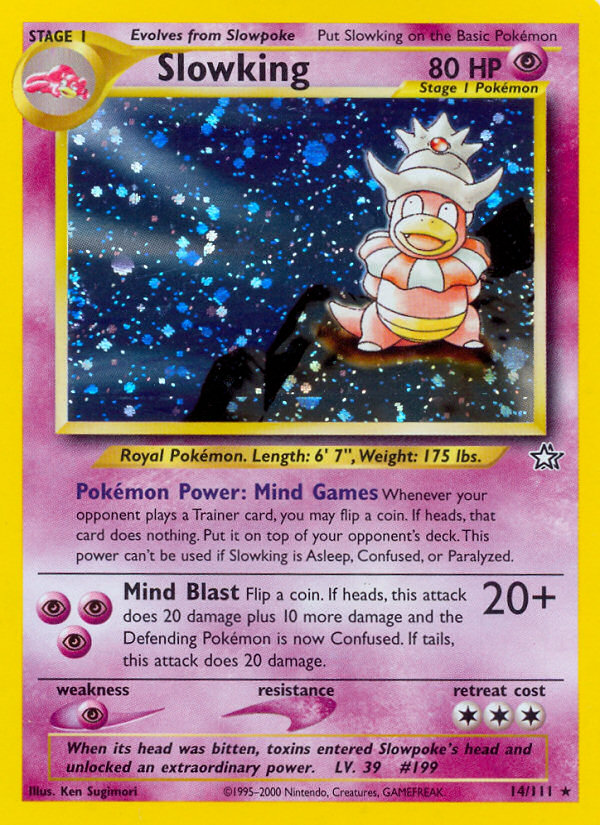 STAGE 1 Evolves from Slowpoke Put Slowking on the Basic Pokémon
Slowking 80 HP
Stage 1 Pokémon
Royal Pokémon. Length: 6' 7", Weight: 175 lbs.
Pokémon Power: Mind Games Whenever your
opponent plays a Trainer card, you may flip a coin. If heads, that
card does nothing. Put it on top of your opponent's deck. This
power can't be used if Slowking is Asleep, Confused, or Paralyzed.
Mind Blast Flip a coin. If heads, this attack 20+
does 20 damage plus 10 more damage and the
Defending Pokémon is now Confused. If tails,
this attack does 20 damage.
weakness resistance retreat cost
When its head was bitten, toxins entered Slowpoke's head and
unlocked an extraordinary power. LV. 39 #199
Illus. Ken Sugimori ©1995–2000 Nintendo, Creatures, GAMEFREAK. 14/111 ★